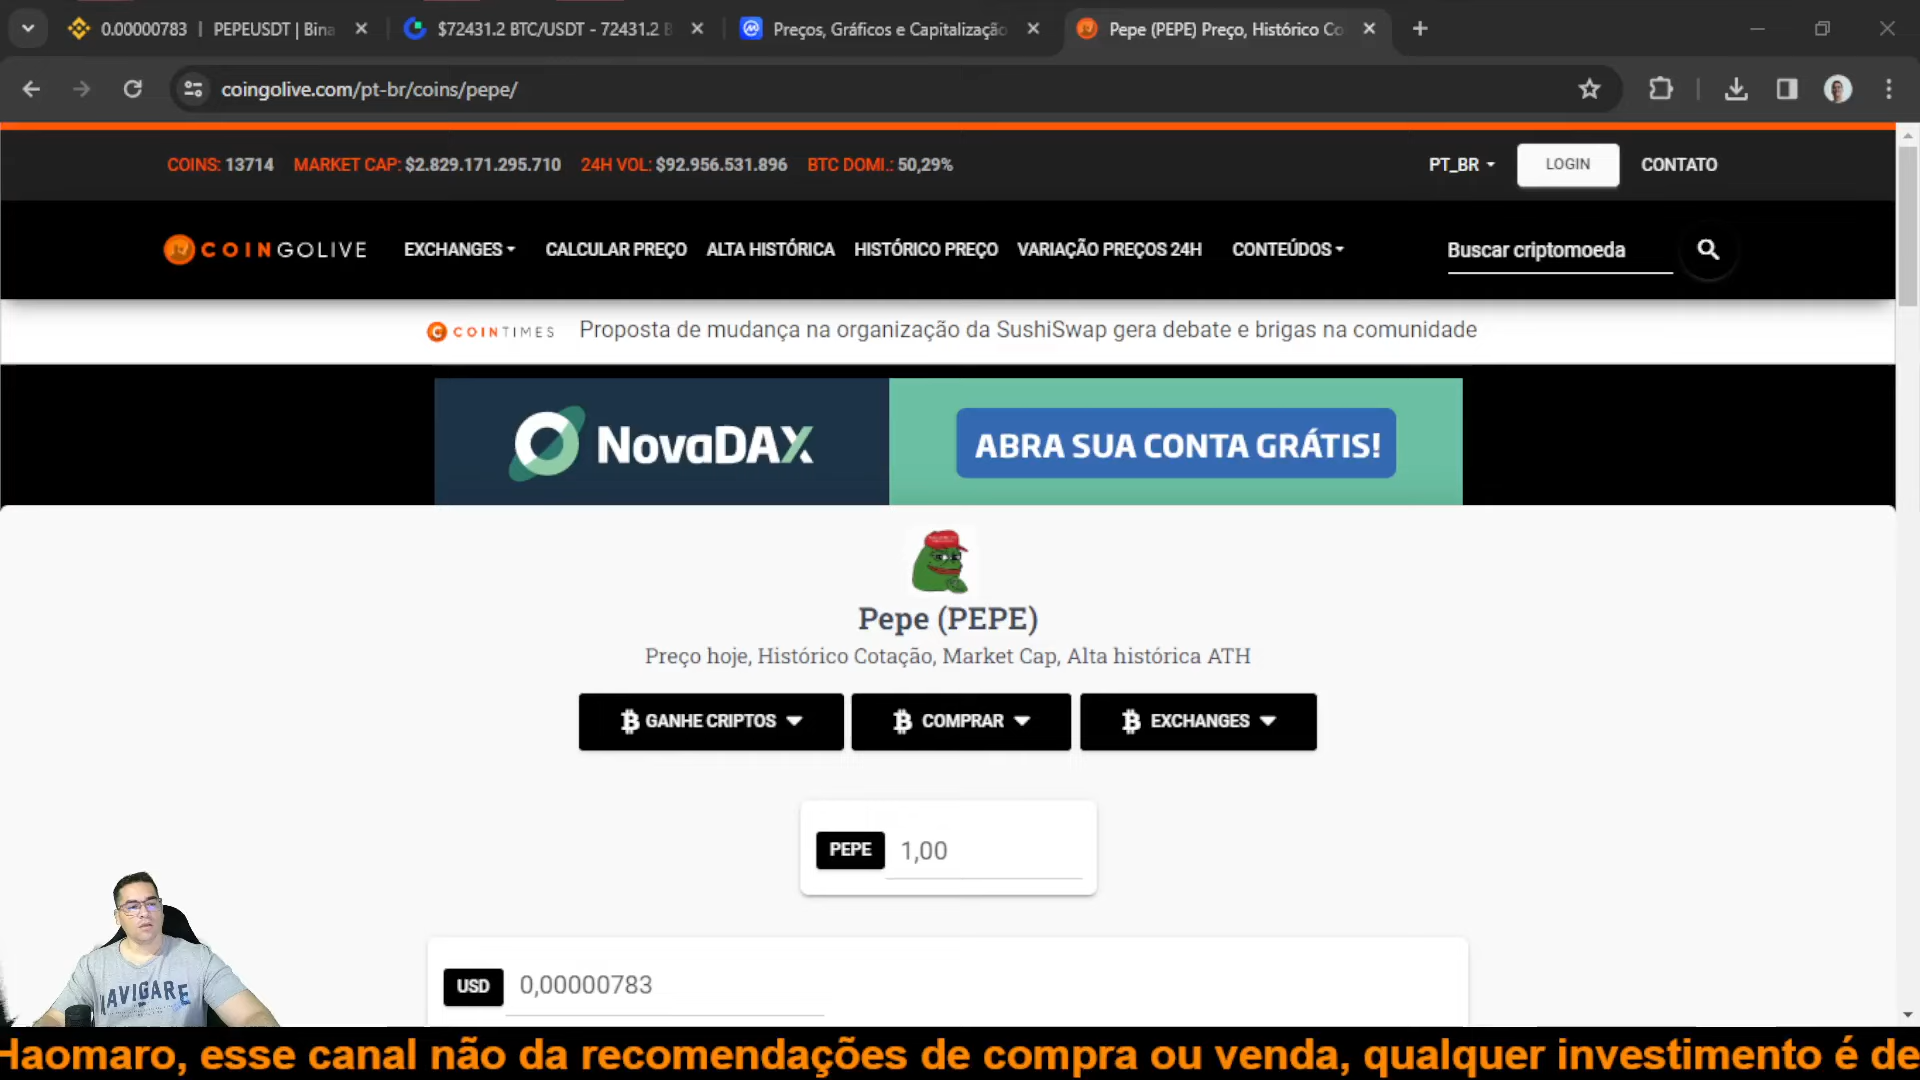 0.00000783 | PEPEUSDT | Bina
$72431.2 BTC/USDT - 72431.2 B
Preços, Gráficos e Capitalização
Pepe (PEPE) Preço, Histórico Co
coingolive.com/pt-br/coins/pepe/
COINS: 13714 MARKET CAP: $2.829.171.295.710 24H VOL: $92.956.531.896 BTC DOMI.: 50,29%
PT_BR LOGIN CONTATO
COINGOLIVE EXCHANGES CALCULAR PREÇO ALTA HISTÓRICA HISTÓRICO PREÇO VARIAÇÃO PREÇOS 24H CONTEÚDOS Buscar criptomoeda
COINTIMES Proposta de mudança na organização da SushiSwap gera debate e brigas na comunidade
NovaDAX ABRA SUA CONTA GRÁTIS!
Pepe (PEPE)
Preço hoje, Histórico Cotação, Market Cap, Alta histórica ATH
GANHE CRIPTOS COMPRAR EXCHANGES
PEPE 1,00
USD 0,00000783
NAVIGARE
Haomaro, esse canal não da recomendações de compra ou venda, qualquer investimento é de